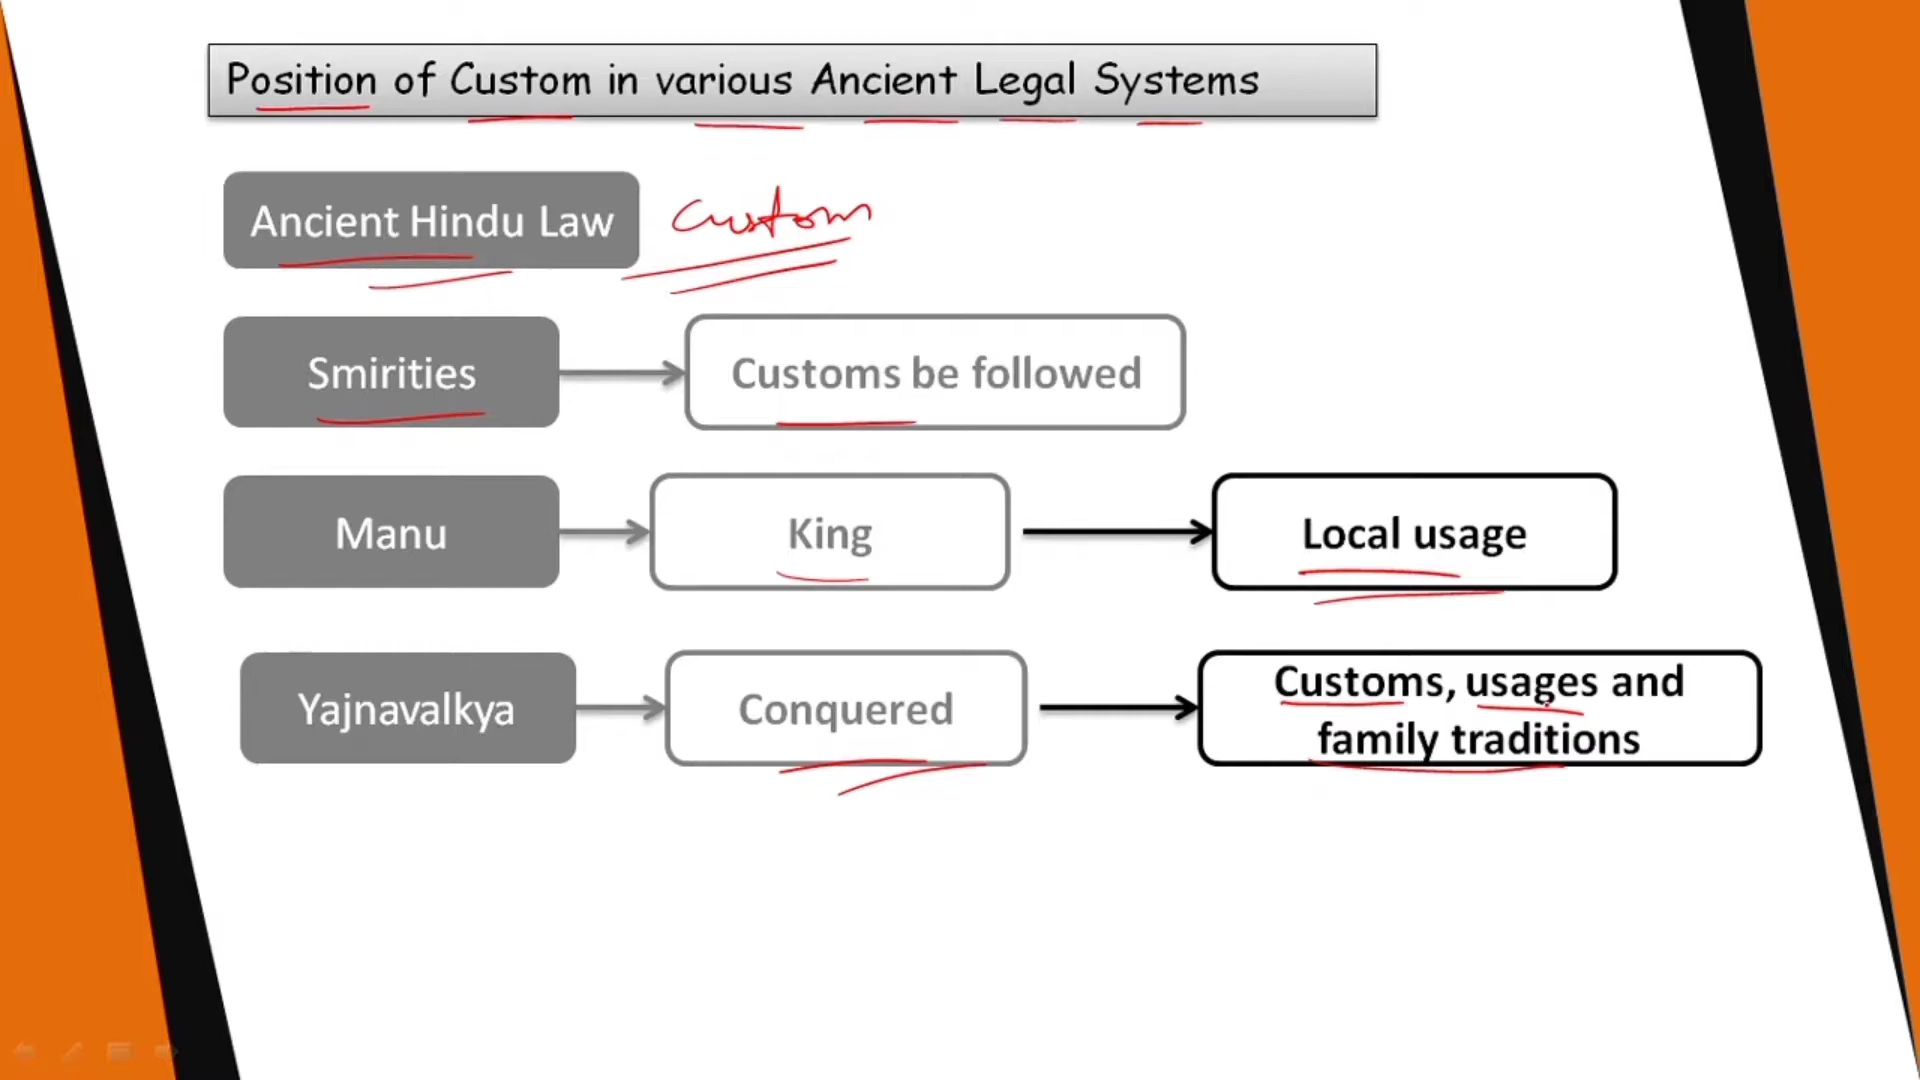 Position of Custom in various Ancient Legal Systems
Ancient Hindu Law
Custom
Smirities
Customs be followed
Manu
King
Local usage
Yajnavalkya
Conquered
Customs, usages and
family traditions